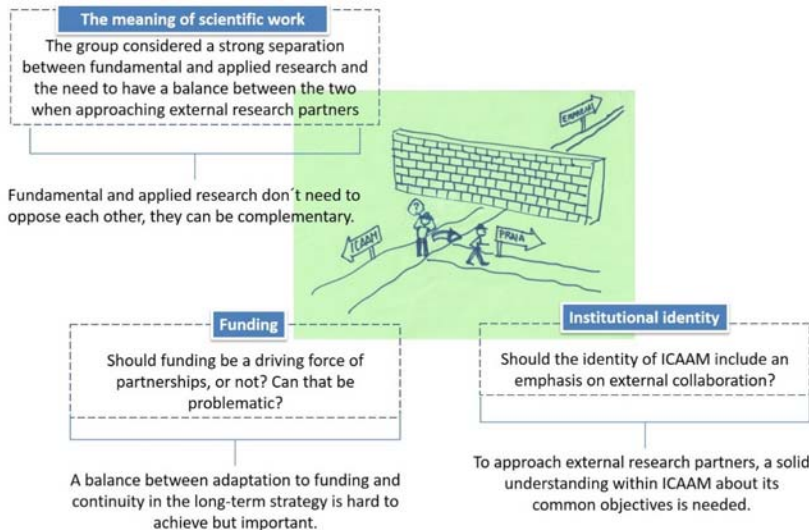 The meaning of scientific work
The group considered a strong separation
between fundamental and applied research and
the need to have a balance between the two
when approaching external research partners
Fundamental and applied research don´t need to
oppose each other, they can be complementary.
?
ICAAM
PRAIA
Funding
Should funding be a driving force of
partnerships, or not? Can that be
problematic?
A balance between adaptation to funding and
continuity in the long-term strategy is hard to
achieve but important.
Institutional identity
Should the identity of ICAAM include an
emphasis on external collaboration?
To approach external research partners, a solid
understanding within ICAAM about its
common objectives is needed.